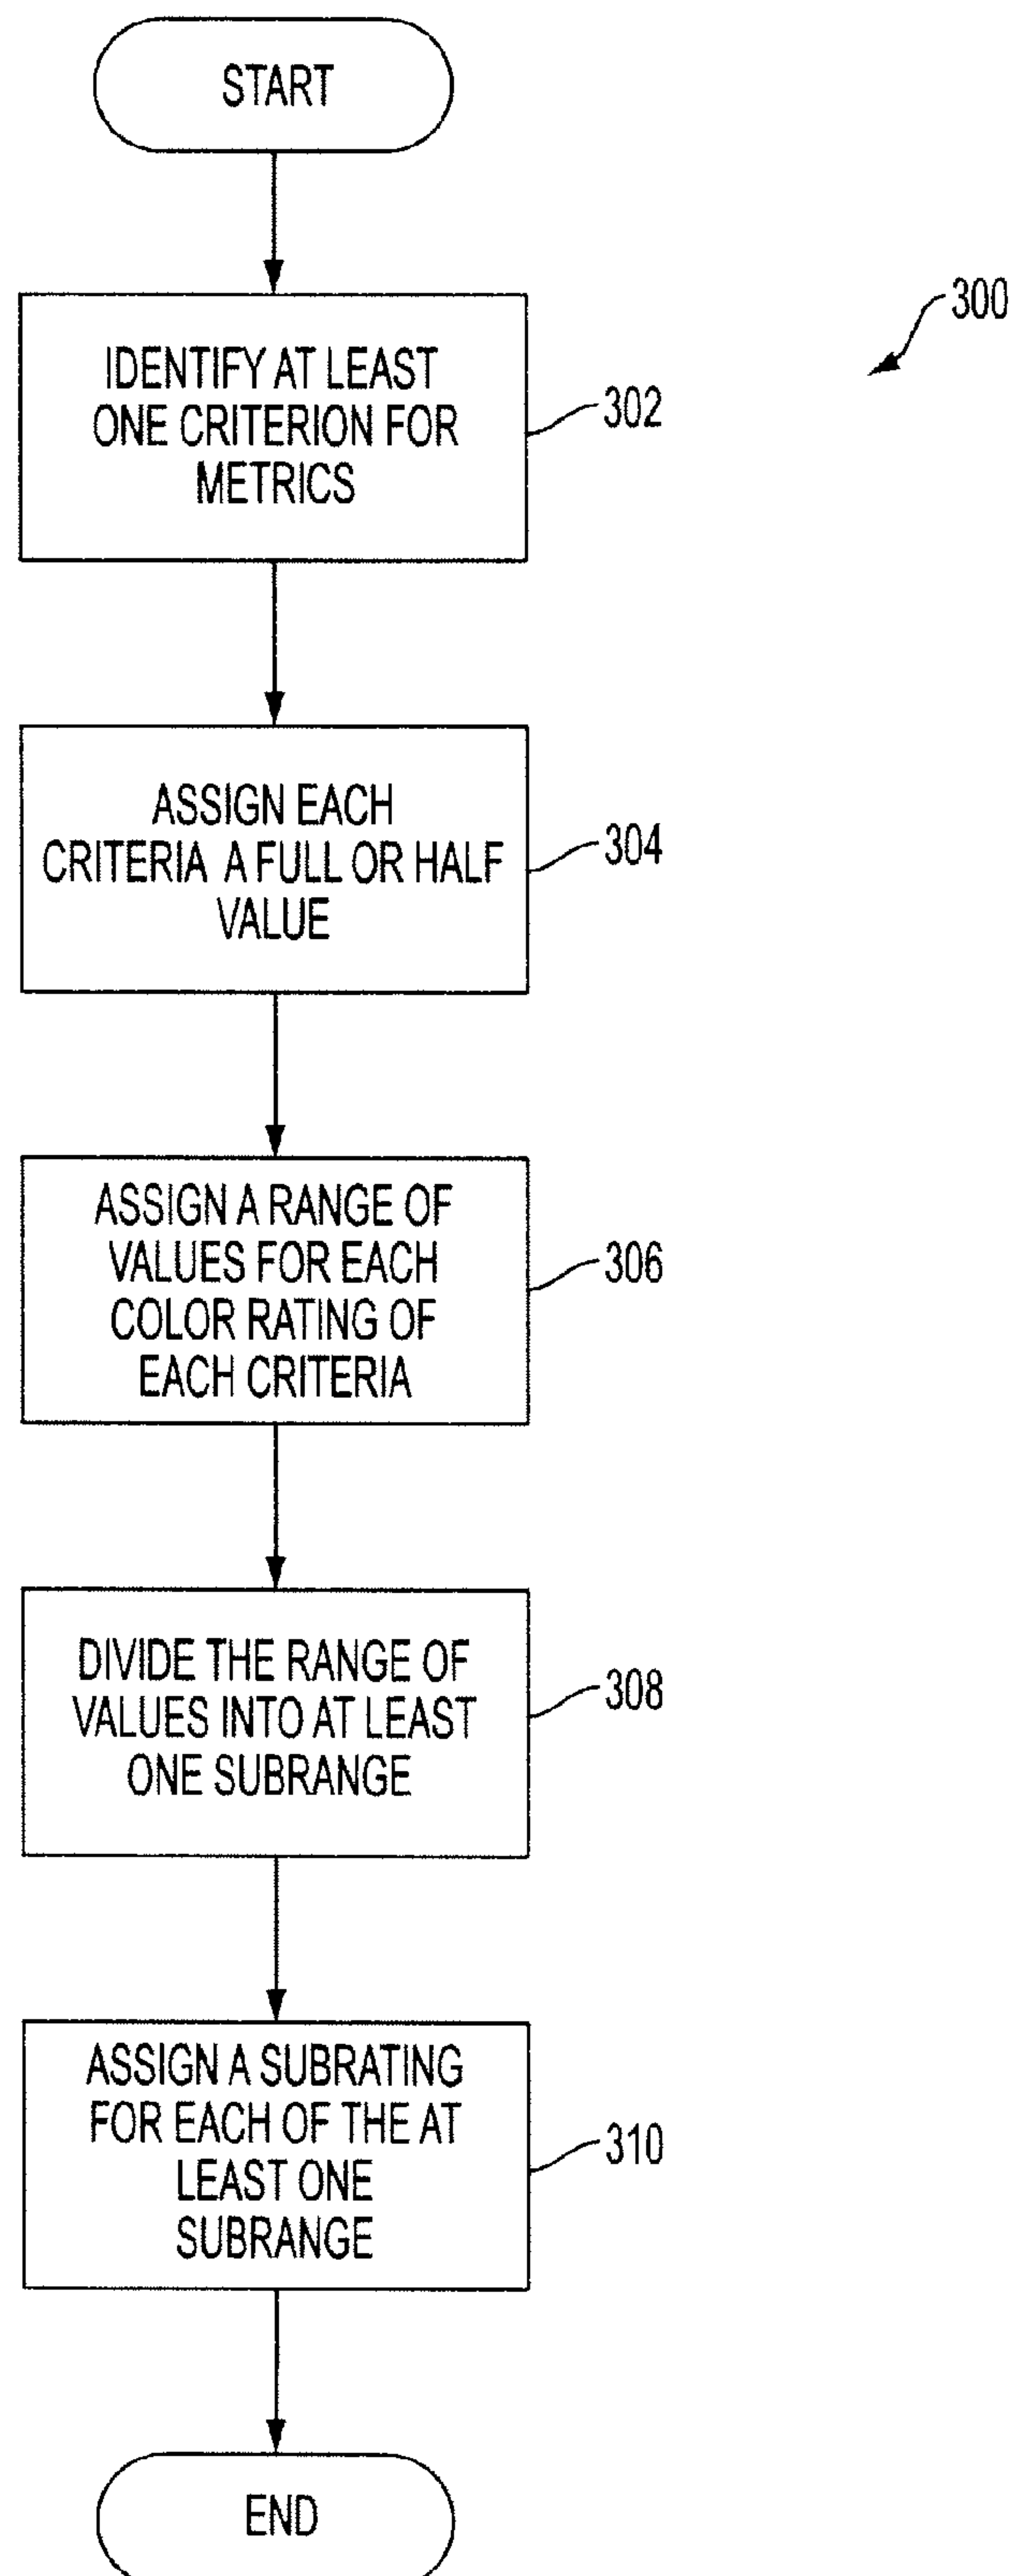 START
300
IDENTIFY AT LEAST
ONE CRITERION FOR
METRICS
302
ASSIGN EACH
CRITERIA A FULL OR HALF
VALUE
304
ASSIGN A RANGE OF
VALUES FOR EACH
COLOR RATING OF
EACH CRITERIA
306
DIVIDE THE RANGE OF
VALUES INTO AT LEAST
ONE SUBRANGE
308
ASSIGN A SUBRATING
FOR EACH OF THE AT
LEAST ONE
SUBRANGE
310
END